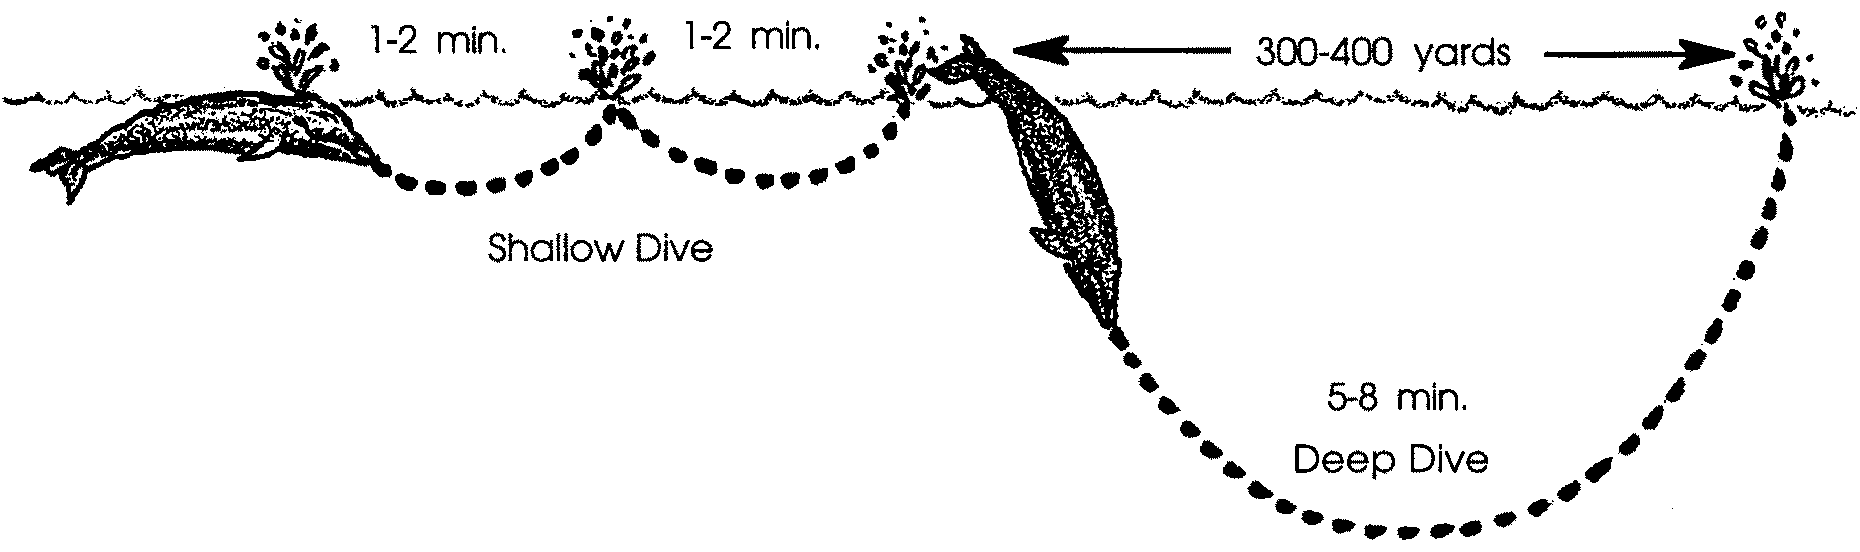 1-2 min.
1-2 min.
300-400 yards
Shallow Dive
5-8 min.
Deep Dive